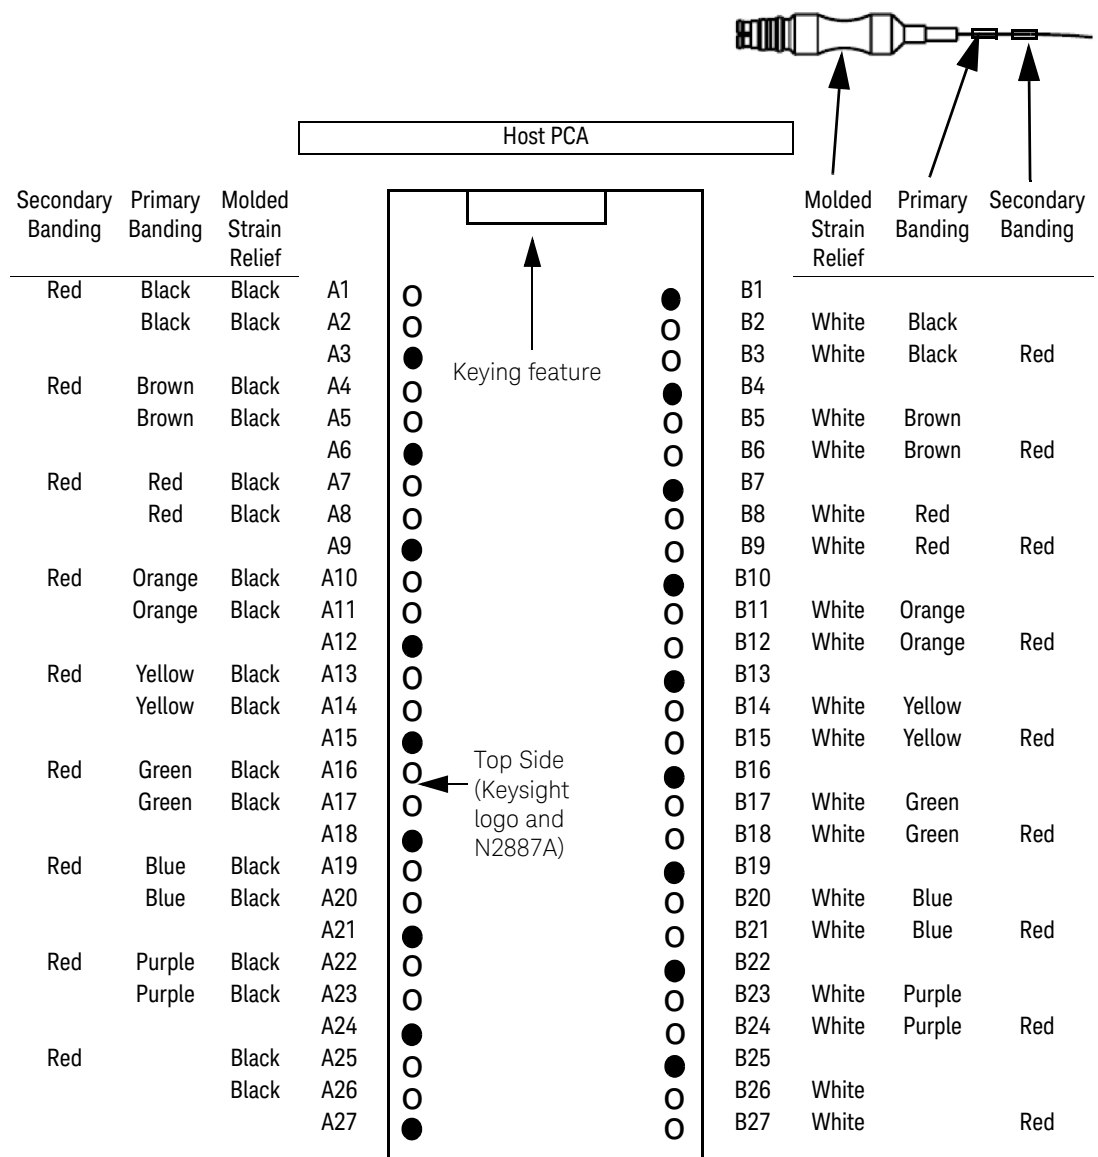 Host PCA
Secondary Primary Molded
Banding Banding Strain
Relief
Molded Primary Secondary
Strain Banding Banding
Relief
Red Black Black A1 B1
Black Black A2 B2 White Black
A3 B3 White Black Red
Keying feature
Red Brown Black A4 B4
Brown Black A5 B5 White Brown
A6 B6 White Brown Red
Red Red Black A7 B7
Red Black A8 B8 White Red
A9 B9 White Red Red
Red Orange Black A10 B10
Orange Black A11 B11 White Orange
A12 B12 White Orange Red
Red Yellow Black A13 B13
Yellow Black A14 B14 White Yellow
A15 B15 White Yellow Red
Top Side
(Keysight
logo and
N2887A)
Red Green Black A16 B16
Green Black A17 B17 White Green
A18 B18 White Green Red
Red Blue Black A19 B19
Blue Black A20 B20 White Blue
A21 B21 White Blue Red
Red Purple Black A22 B22
Purple Black A23 B23 White Purple
A24 B24 White Purple Red
Red Black A25 B25
Black A26 B26 White
A27 B27 White Red